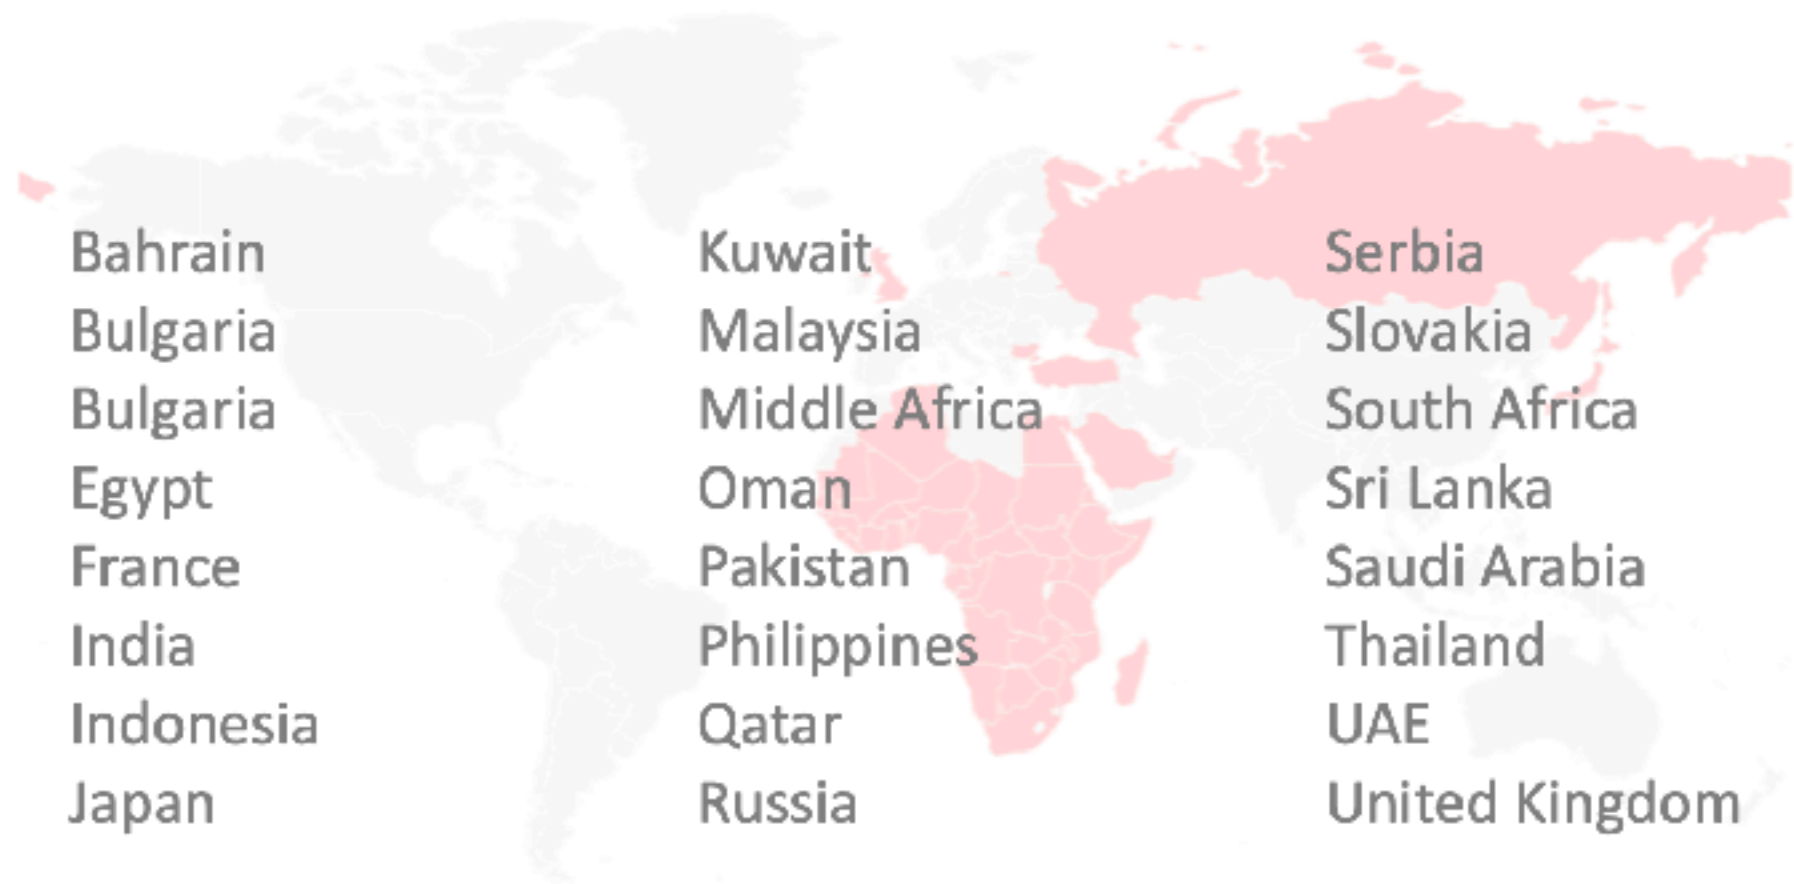 Bahrain
Bulgaria
Bulgaria
Egypt
France
India
Indonesia
Japan
Kuwait
Malaysia
Middle Africa
Oman
Pakistan
Philippines
Qatar
Russia
Serbia
Slovakia
South Africa
Sri Lanka
Saudi Arabia
Thailand
UAE
United Kingdom